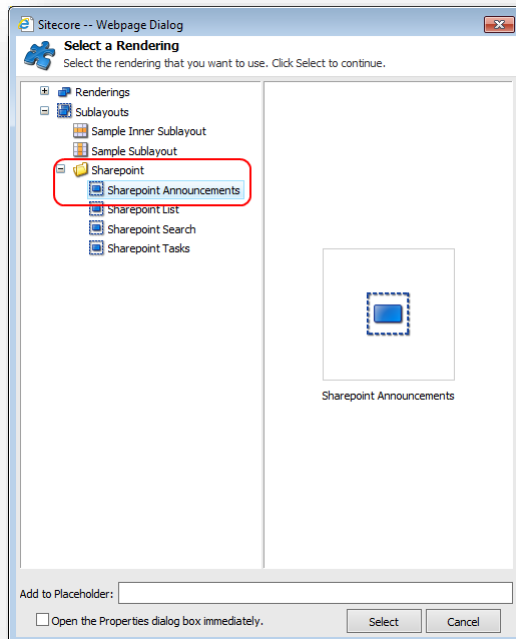 Sitecore -- Webpage Dialog
Select a Rendering
Select the rendering that you want to use. Click Select to continue.
Renderings
Sublayouts
Sample Inner Sublayout
Sample Sublayout
Sharepoint
Sharepoint Announcements
Sharepoint List
Sharepoint Search
Sharepoint Tasks
Sharepoint Announcements
Add to Placeholder:
Open the Properties dialog box immediately.
Select
Cancel